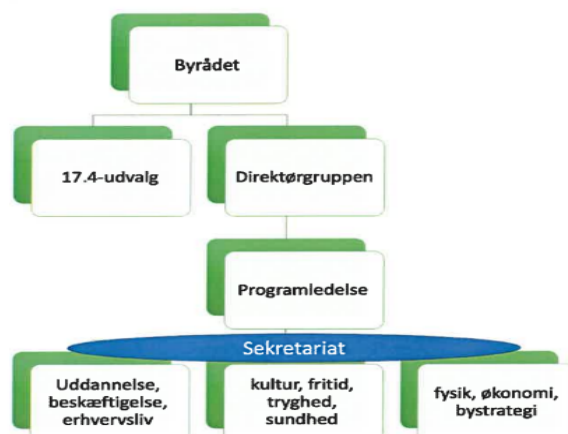 Byrådet
17.4-udvalg
Direktørgruppen
Programledelse
Sekretariat
Uddannelse,
beskæftigelse,
erhvervsliv
kultur, fritid,
tryghed,
sundhed
fysik, økonomi,
bystrategi